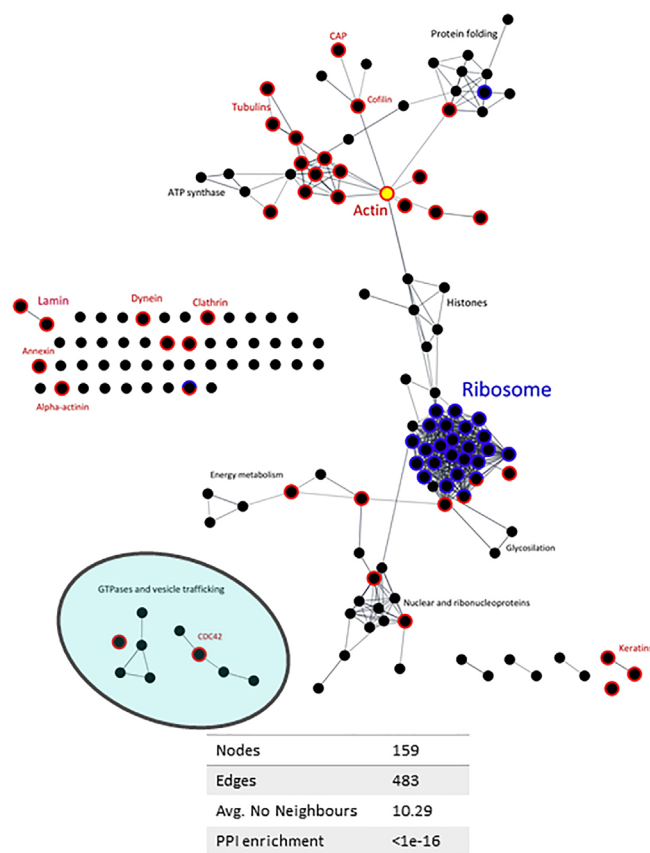 CAP
Protein folding
Cofilin
Tubulins
ATP synthase
Actin
Lamin
Dynein
Clathrin
Histones
Annexin
Alpha-actinin
Ribosome
Energy metabolism
Glycosilation
GTPases and vesicle trafficking
Nuclear and ribonucleoproteins
CDC42
Keratins
Nodes 159
Edges 483
Avg. No Neighbours 10.29
PPI enrichment <1e-16